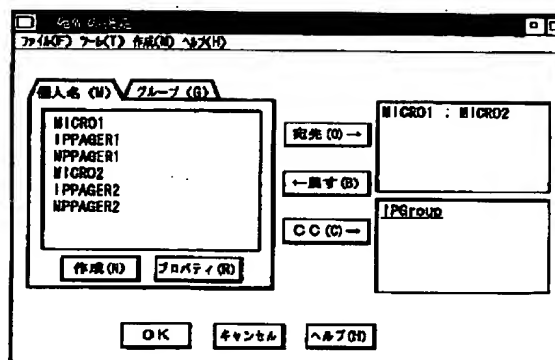 ファイル(F) ツール(T) 作成(M) ヘルプ(H)
個人名 (M) グループ (G)
MICRO1
IPPAGER1
NPPAGER1
MICRO2
IPPAGER2
NPPAGER2
作成(N) プロパティ(R)
宛先(O)→
←戻す(B)
CC(C)→
MICRO1 : MICRO2
IPGroup
OK キャンセル ヘルプ(H)